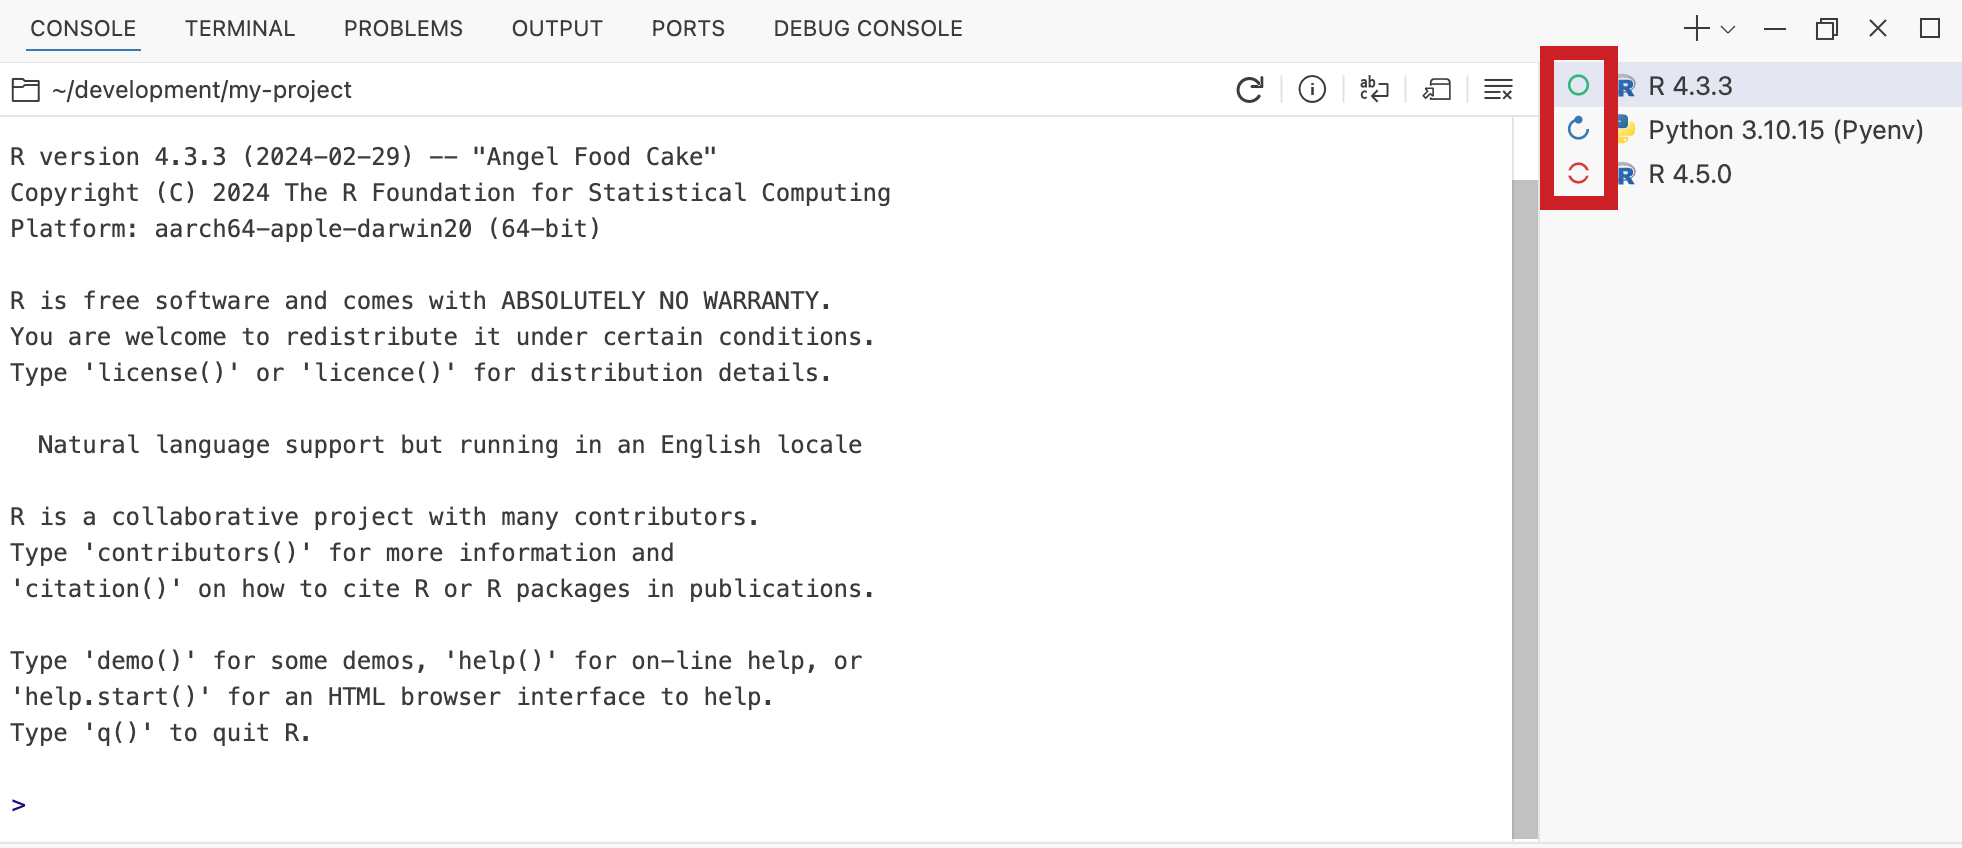 CONSOLE TERMINAL PROBLEMS OUTPUT PORTS DEBUG CONSOLE
~/development/my-project
R 4.3.3
Python 3.10.15 (Pyenv)
R 4.5.0
R version 4.3.3 (2024-02-29) -- "Angel Food Cake"
Copyright (C) 2024 The R Foundation for Statistical Computing
Platform: aarch64-apple-darwin20 (64-bit)
R is free software and comes with ABSOLUTELY NO WARRANTY.
You are welcome to redistribute it under certain conditions.
Type 'license()' or 'licence()' for distribution details.
Natural language support but running in an English locale
R is a collaborative project with many contributors.
Type 'contributors()' for more information and
'citation()' on how to cite R or R packages in publications.
Type 'demo()' for some demos, 'help()' for on-line help, or
'help.start()' for an HTML browser interface to help.
Type 'q()' to quit R.
>